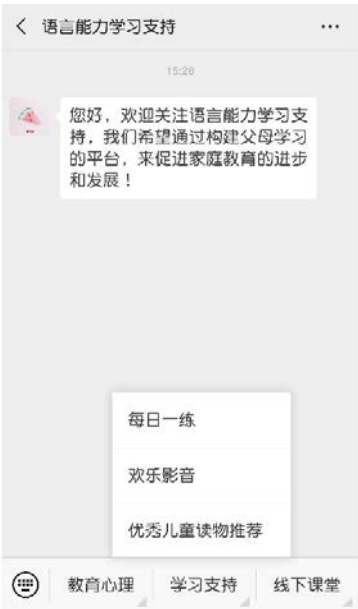 语言能力学习支持
15:28
您好，欢迎关注语言能力学习支
持，我们希望通过构建父母学习
的平台，来促进家庭教育的进步
和发展！
每日一练
欢乐影音
优秀儿童读物推荐
教育心理 学习支持 线下课堂